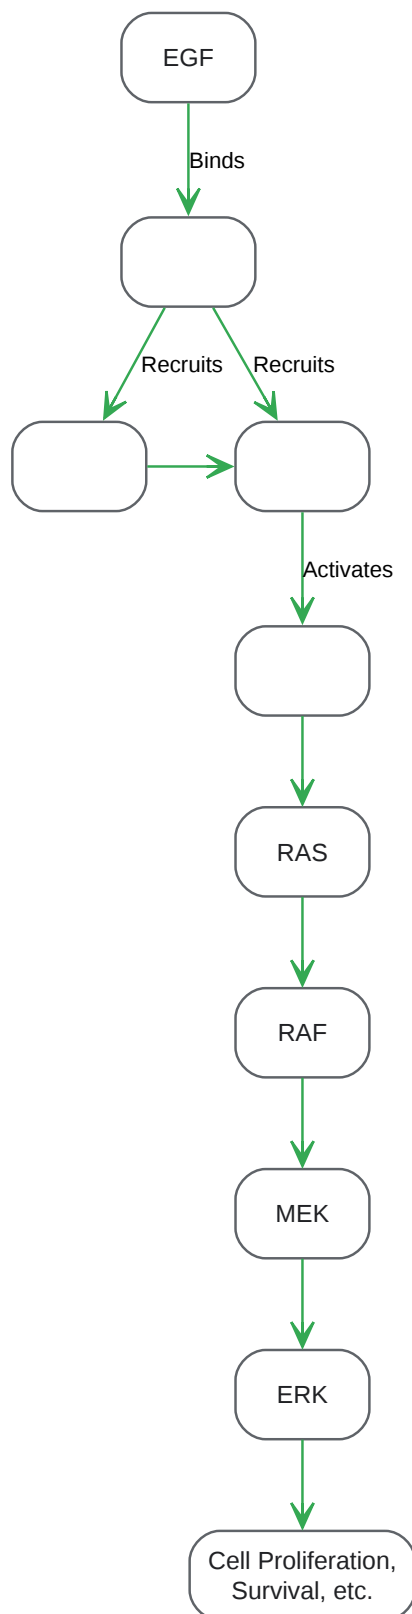 EGF
Binds
Recruits
Recruits
Activates
RAS
RAF
MEK
ERK
Cell Proliferation,
Survival, etc.